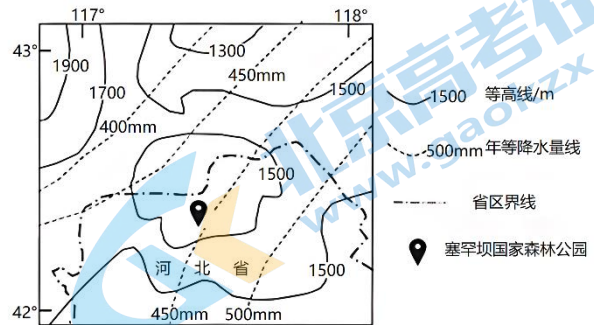 117° 118°
43°
1300
1900
450mm
1700
1500
400mm
1500
河北省
1500
42°
450mm 500mm
1500 等高线/m
500mm 年等降水量线
省区界线
塞罕坝国家森林公园
北京高考在
www.gaokzx